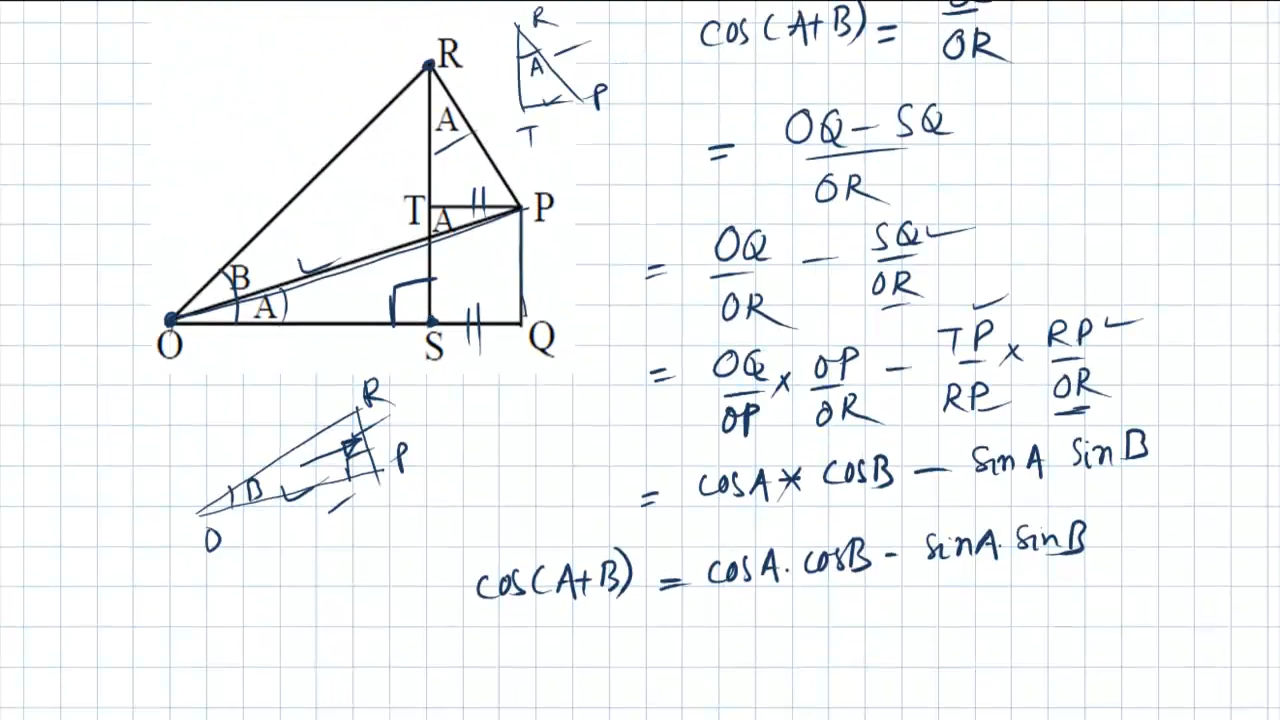 cos(A+B) = OS/OR
= OQ - SQ / OR
= OQ/OR - SQ/OR
= OQ/OP × OP/OR - TP/RP × RP/OR
= cosA * cosB - sinA sinB
cos(A+B) = cosA. cosB - sinA. sinB
R
A
T
A
P
B
A
O
S
Q
R
A
P
T
R
B
P
O